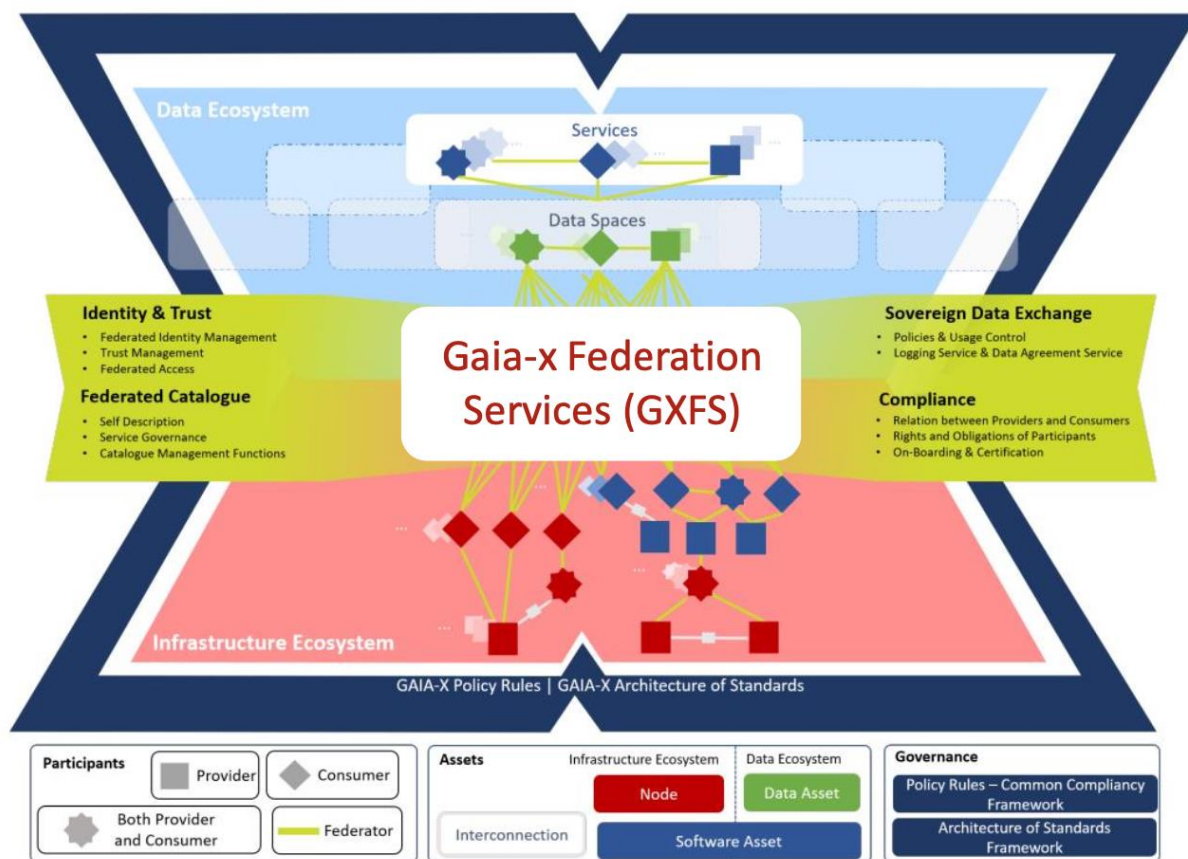 Data Ecosystem
Services
...
...
...
Data Spaces
...
...
Identity & Trust
• Federated Identity Management
• Trust Management
• Federated Access
Federated Catalogue
• Self Description
• Service Governance
• Catalogue Management Functions
Gaia-x Federation
Services (GXFS)
Sovereign Data Exchange
• Policies & Usage Control
• Logging Service & Data Agreement Service
Compliance
• Relation between Providers and Consumers
• Rights and Obligations of Participants
• On-Boarding & Certification
...
...
...
...
Infrastructure Ecosystem
GAIA-X Policy Rules | GAIA-X Architecture of Standards
Participants
Provider
Consumer
Both Provider
and Consumer
Federator
Assets
Infrastructure Ecosystem
Data Ecosystem
Node
Data Asset
Interconnection
Software Asset
Governance
Policy Rules – Common Compliancy
Framework
Architecture of Standards
Framework